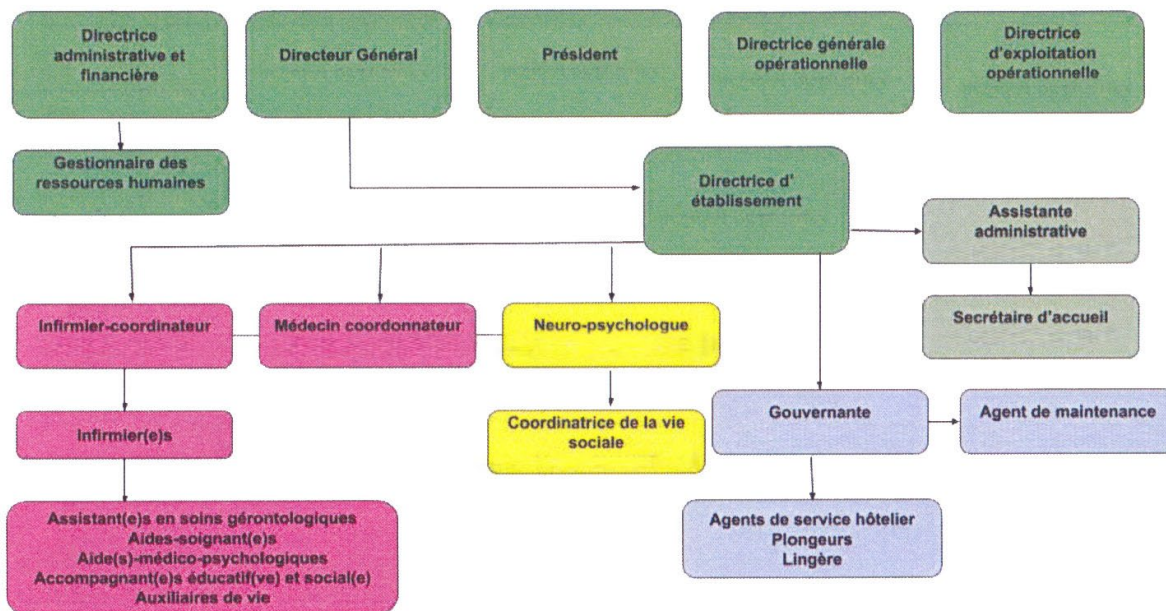 Directrice
administrative et
financière
Directeur Général
Président
Directrice générale
opérationnelle
Directrice
d'exploitation
opérationnelle
Gestionnaire des
ressources humaines
Directrice d'
établissement
Assistante
administrative
Secrétaire d'accueil
Infirmier-coordinateur
Médecin coordonnateur
Neuro-psychologue
Infirmier(e)s
Coordinatrice de la vie
sociale
Gouvernante
Agent de maintenance
Assistant(e)s en soins gérontologiques
Aides-soignant(e)s
Aide(s)-médico-psychologiques
Accompagnant(e)s éducatif(ve) et social(e)
Auxiliaires de vie
Agents de service hôtelier
Plongeurs
Lingère